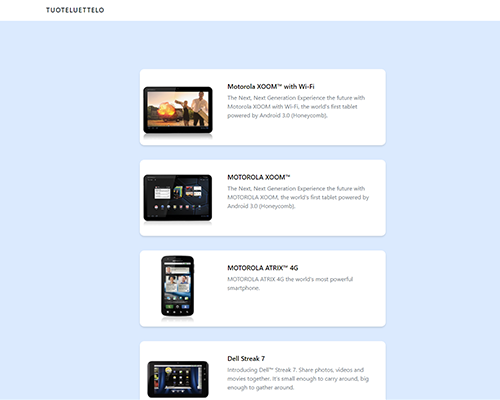 TUOTELUETTELO
Motorola XOOM™ with Wi-Fi
The Next, Next Generation Experience the future with
Motorola XOOM with Wi-Fi, the world's first tablet
powered by Android 3.0 (Honeycomb).
MOTOROLA XOOM™
The Next, Next Generation Experience the future with
MOTOROLA XOOM, the world's first tablet powered by
Android 3.0 (Honeycomb).
MOTOROLA ATRIX™ 4G
MOTOROLA ATRIX 4G the world's most powerful
smartphone.
Dell Streak 7
Introducing Dell™ Streak 7. Share photos, videos and
movies together. It's small enough to carry around, big
enough to gather around.